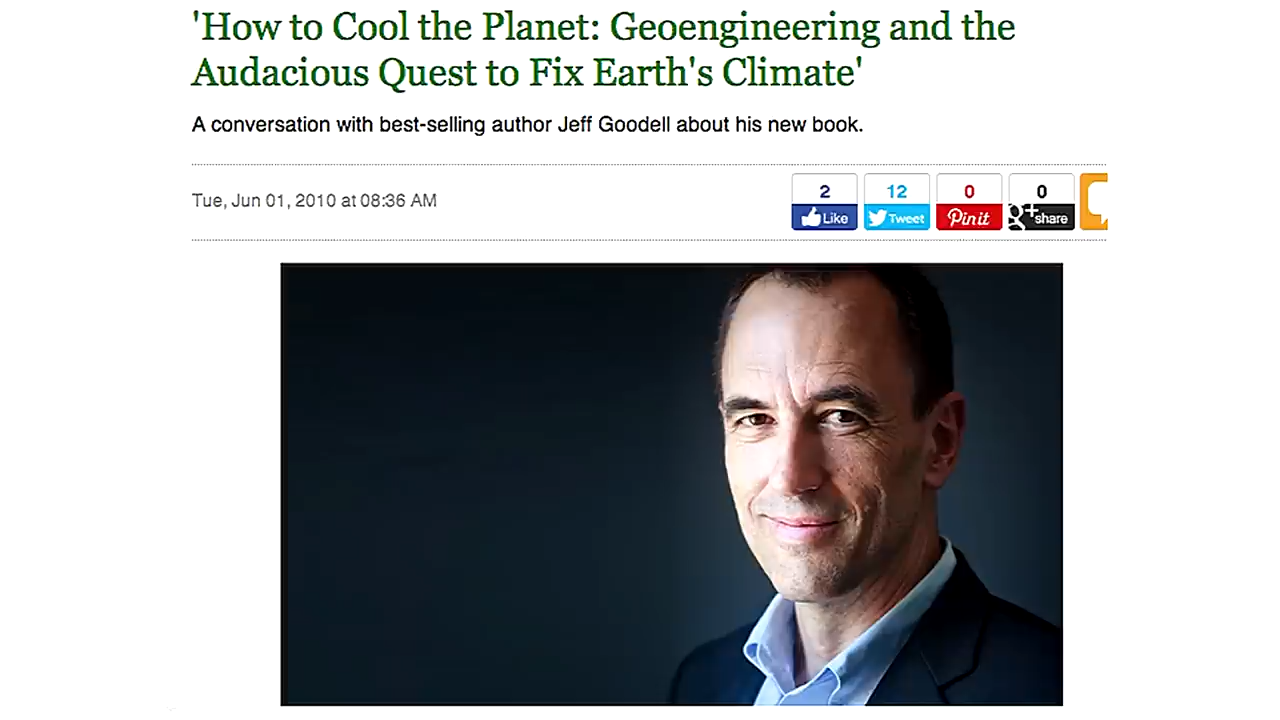 'How to Cool the Planet: Geoengineering and the
Audacious Quest to Fix Earth's Climate'
A conversation with best-selling author Jeff Goodell about his new book.
Tue, Jun 01, 2010 at 08:36 AM
2 12 0 0
Like Tweet Pinit g+ share